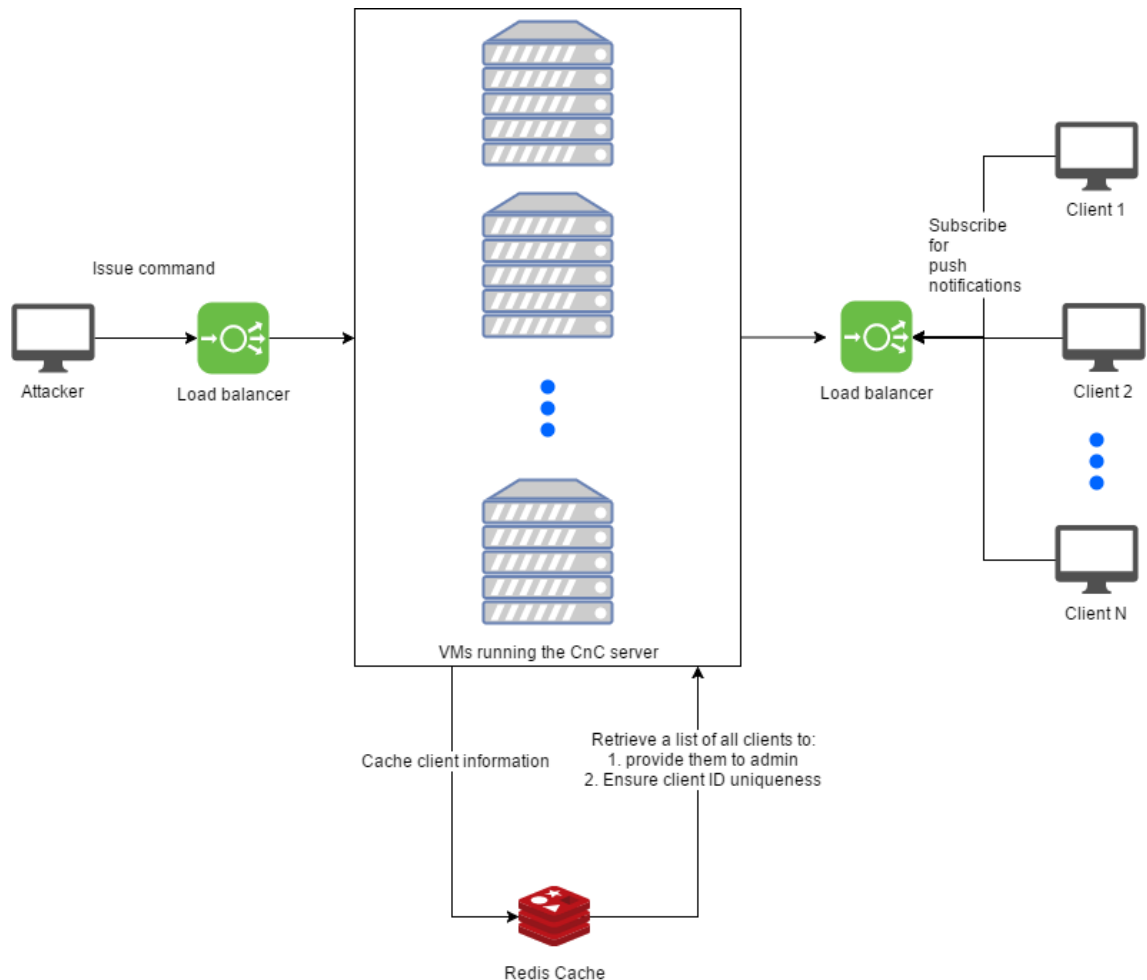 Issue command
Attacker
Load balancer
VMs running the CnC server
Load balancer
Subscribe
for
push
notifications
Client 1
Client 2
Client N
Cache client information
Retrieve a list of all clients to:
1. provide them to admin
2. Ensure client ID uniqueness
Redis Cache